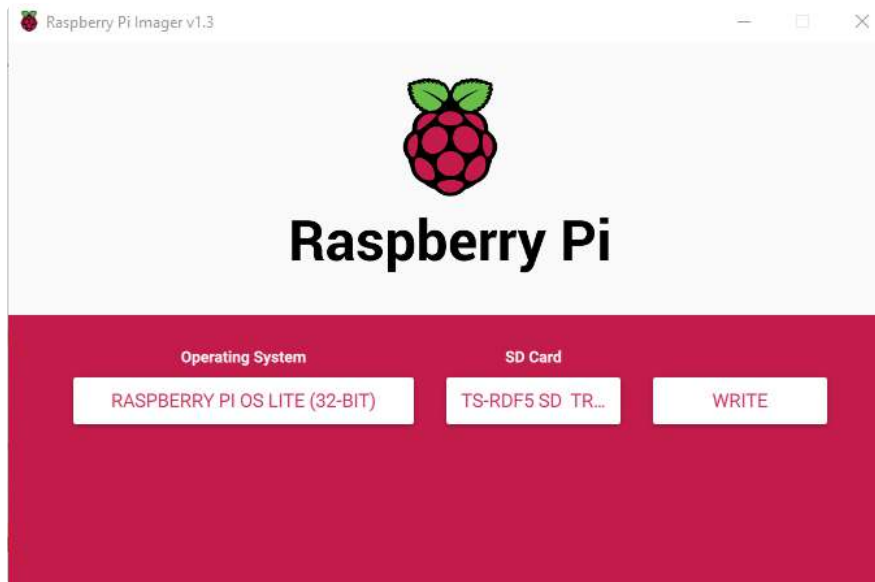 Raspberry Pi Imager v1.3
Raspberry Pi
Operating System
SD Card
RASPBERRY PI OS LITE (32-BIT)
TS-RDF5 SD TR...
WRITE